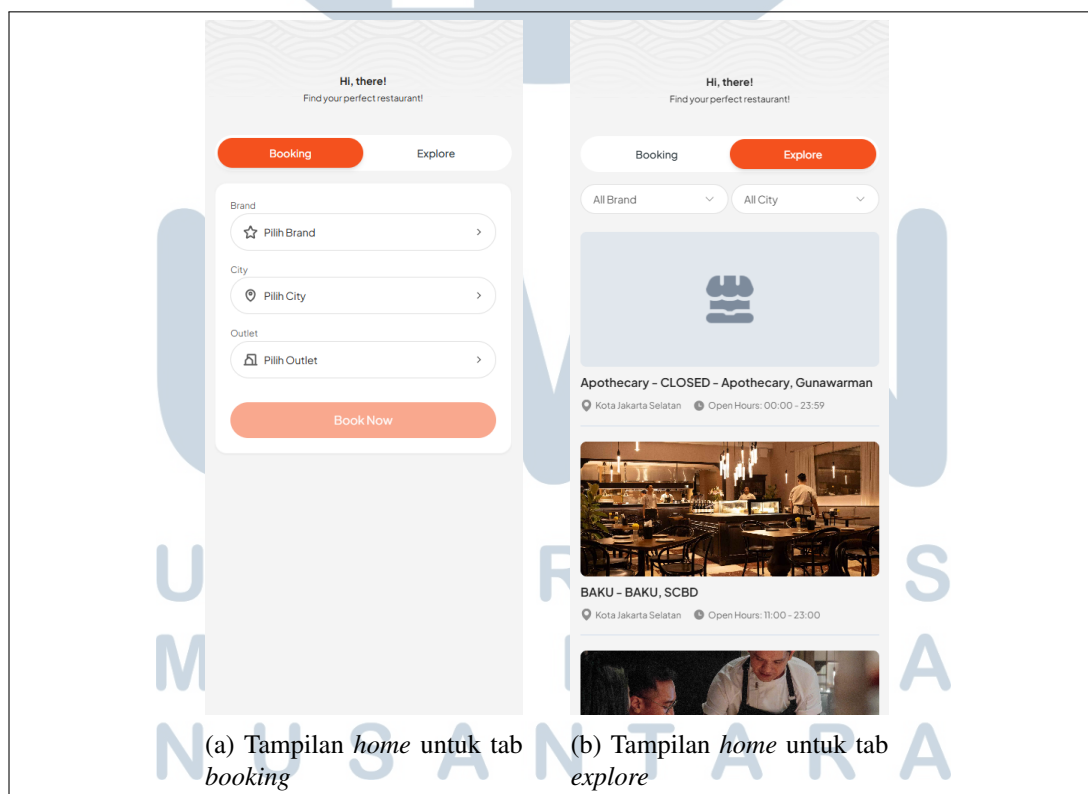 Hi, there!
Find your perfect restaurant!
Booking
Explore
Brand
Pilih Brand
City
Pilih City
Outlet
Pilih Outlet
Book Now
(a) Tampilan home untuk tab
booking
Hi, there!
Find your perfect restaurant!
Booking
Explore
All Brand
All City
Apothecary - CLOSED - Apothecary, Gunawarman
Kota Jakarta Selatan
Open Hours: 00:00 - 23:59
BAKU - BAKU, SCBD
Kota Jakarta Selatan
Open Hours: 11:00 - 23:00
(b) Tampilan home untuk tab
explore
NUSANTARA